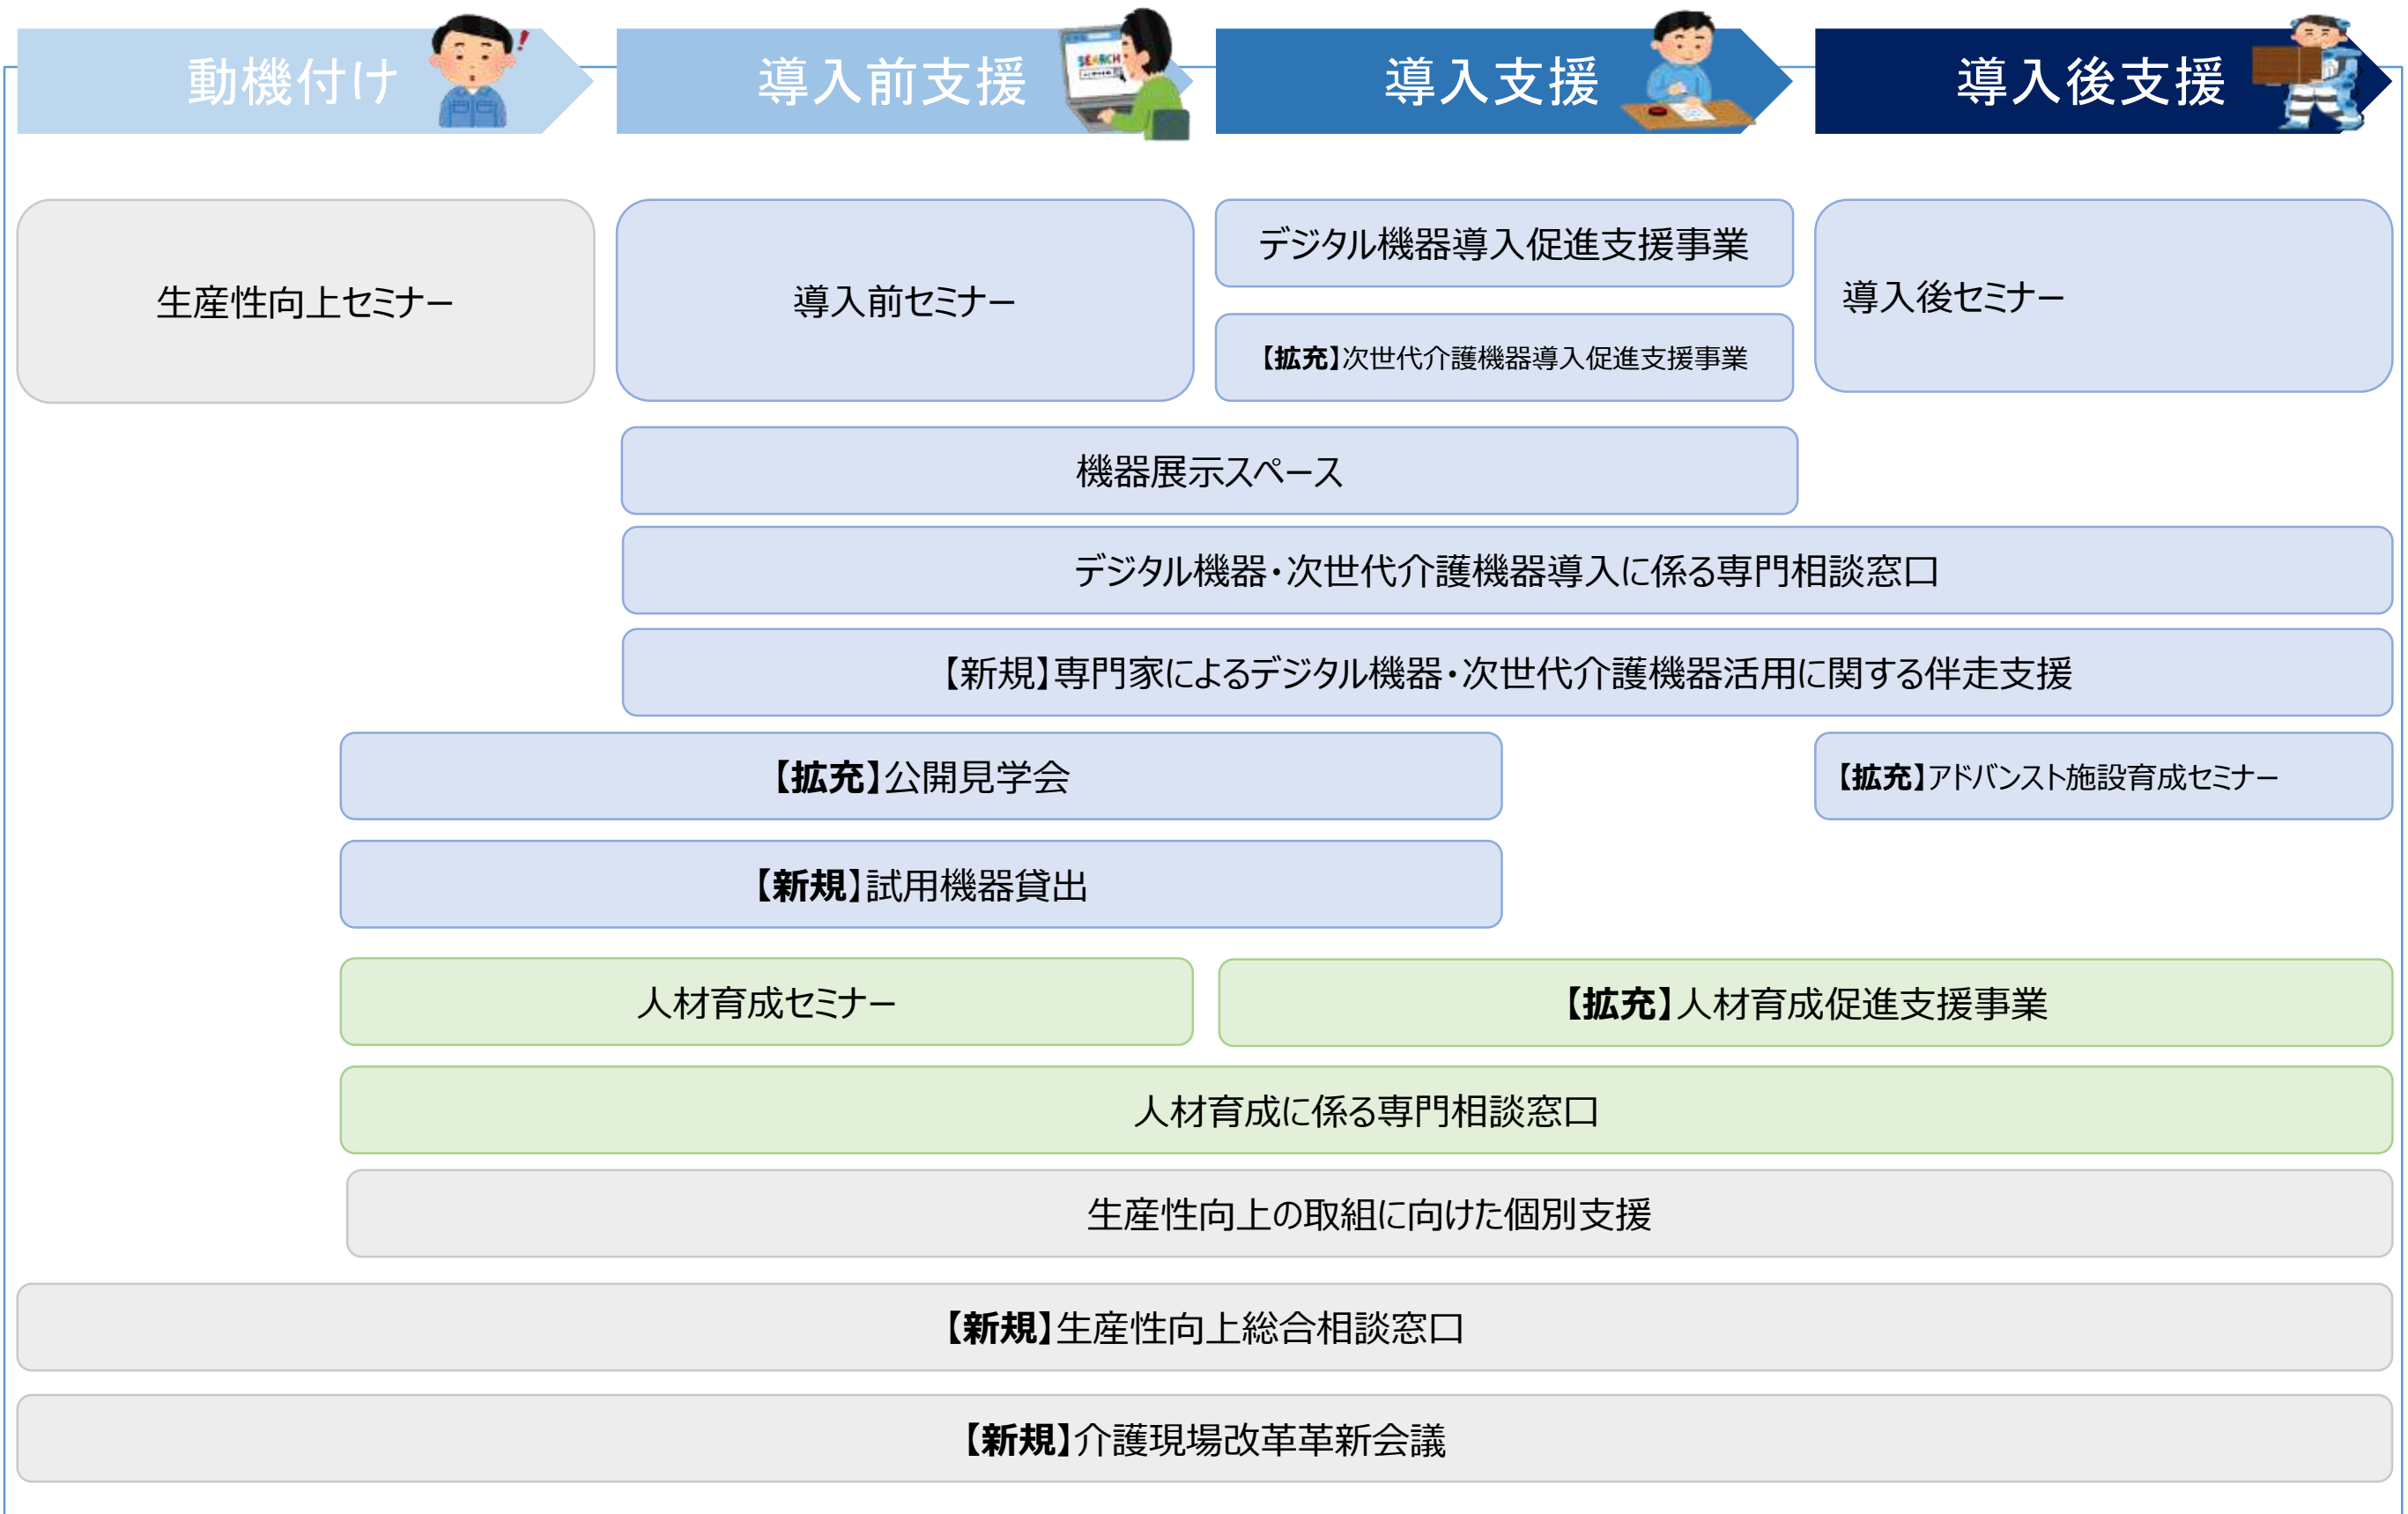 動機付け
導入前支援
SEARCH
導入支援
導入後支援
生産性向上セミナー
導入前セミナー
デジタル機器導入促進支援事業
【拡充】次世代介護機器導入促進支援事業
導入後セミナー
機器展示スペース
デジタル機器・次世代介護機器導入に係る専門相談窓口
【新規】専門家によるデジタル機器・次世代介護機器活用に関する伴走支援
【拡充】公開見学会
【拡充】アドバンスト施設育成セミナー
【新規】試用機器貸出
人材育成セミナー
【拡充】人材育成促進支援事業
人材育成に係る専門相談窓口
生産性向上の取組に向けた個別支援
【新規】生産性向上総合相談窓口
【新規】介護現場改革革新会議